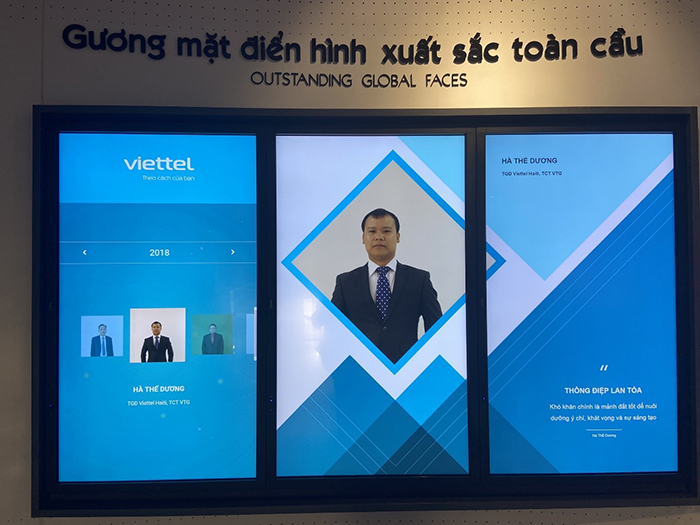 Gương mặt điển hình xuất sắc toàn cầu
OUTSTANDING GLOBAL FACES
viettel
Theo cách của bạn
2018
HÀ THẾ DƯƠNG
TGĐ Viettel Haiti, TCT VTG
HÀ THẾ DƯƠNG
TGĐ Viettel Haiti, TCT VTG
“
THÔNG ĐIỆP LAN TỎA
Khó khăn chính là mảnh đất tốt để nuôi
dưỡng ý chí, khát vọng và sự sáng tạo
Hà Thế Dương